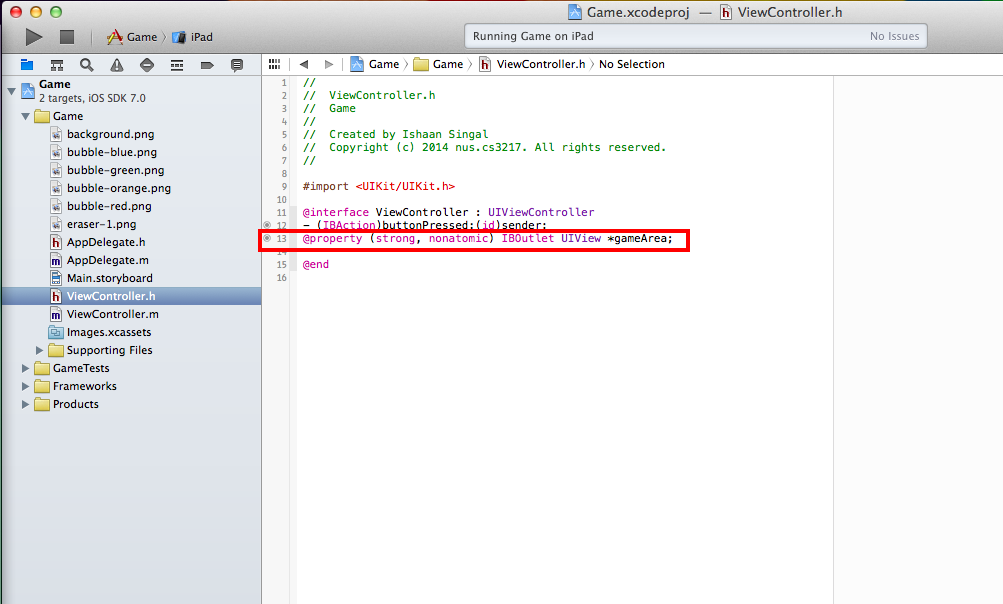 Game.xcodeproj — h ViewController.h
Game 〉 iPad
Running Game on iPad No Issues
Game 〉 Game 〉 h ViewController.h 〉 No Selection
Game
2 targets, iOS SDK 7.0
Game
background.png
bubble-blue.png
bubble-green.png
bubble-orange.png
bubble-red.png
eraser-1.png
h AppDelegate.h
m AppDelegate.m
Main.storyboard
h ViewController.h
m ViewController.m
Images.xcassets
Supporting Files
GameTests
Frameworks
Products
1 //
2 //  ViewController.h
3 //  Game
4 //
5 //  Created by Ishaan Singal
6 //  Copyright (c) 2014 nus.cs3217. All rights reserved.
7 //
8
9 #import <UIKit/UIKit.h>
10
11 @interface ViewController : UIViewController
12 - (IBAction)buttonPressed:(id)sender;
13 @property (strong, nonatomic) IBOutlet UIView *gameArea;
14
15 @end
16